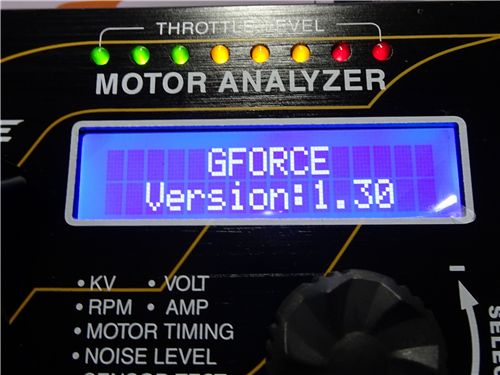 THROTTLE LEVEL
MOTOR ANALYZER
GFORCE
Version:1.30
• KV • VOLT
• RPM • AMP
• MOTOR TIMING
• NOISE LEVEL